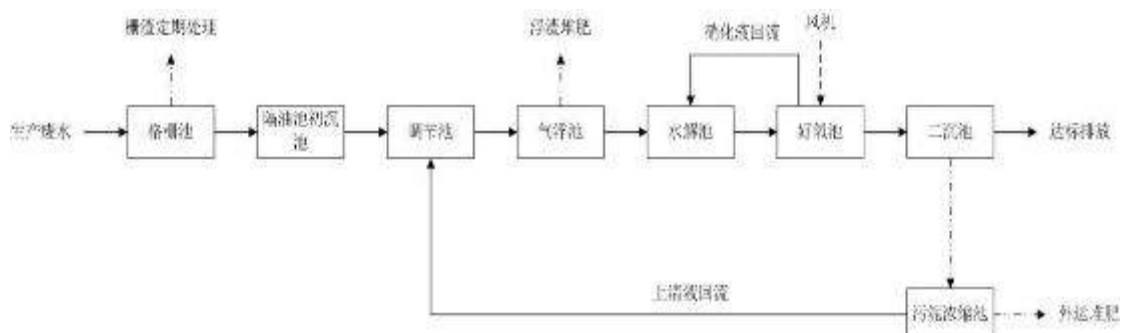 栅渣定期处理
浮渣堆肥
硝化液回流
风机
生产废水
格栅池
隔油池初沉
池
调节池
气浮池
水解池
好氧池
二沉池
达标排放
上清液回流
污泥浓缩池
外运堆肥